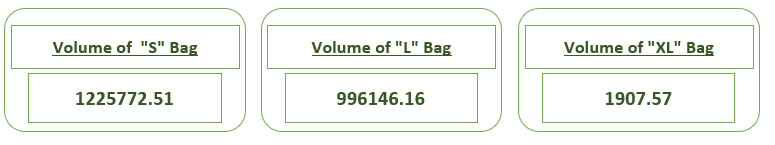 Volume of  "S" Bag
1225772.51
Volume of "L" Bag
996146.16
Volume of "XL" Bag
1907.57